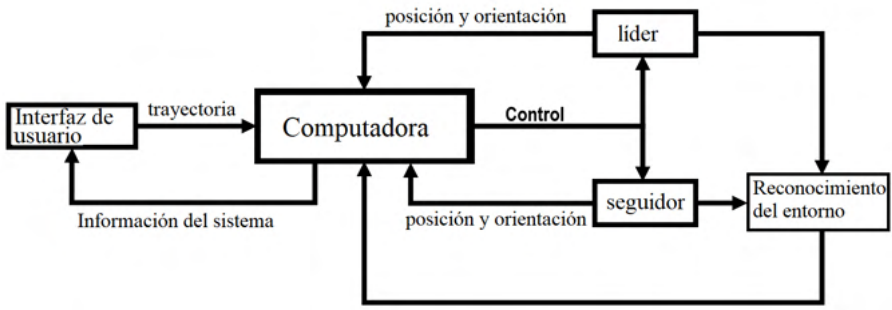 posición y orientación
líder
trayectoria
Interfaz de
usuario
Computadora
Control
Información del sistema
posición y orientación
seguidor
Reconocimiento
del entorno